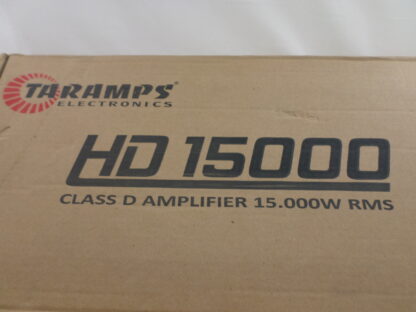 TARAMPS®
ELECTRONICS
HD 15000
CLASS D AMPLIFIER 15.000W RMS